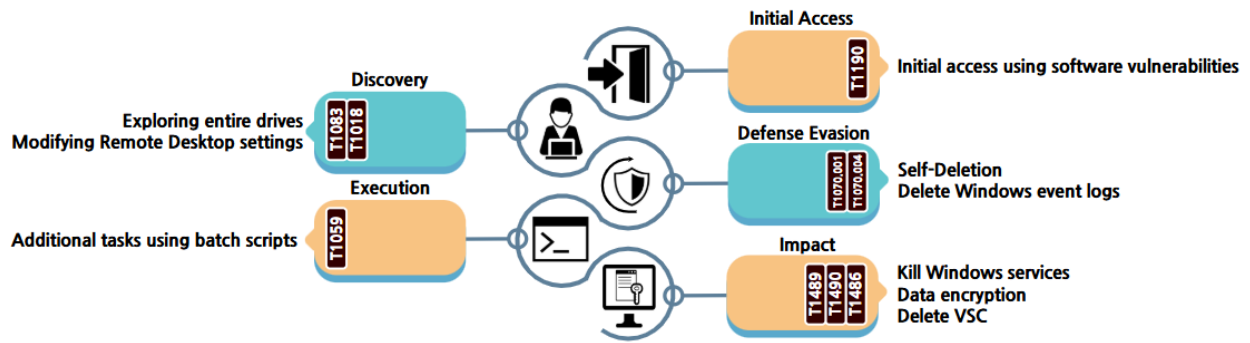 Initial Access
T1190
Initial access using software vulnerabilities
Discovery
T1083
T1018
Exploring entire drives
Modifying Remote Desktop settings
Defense Evasion
T1070.001
T1070.004
Self-Deletion
Delete Windows event logs
Execution
T1059
Additional tasks using batch scripts
>_
Impact
T1489
T1490
T1486
Kill Windows services
Data encryption
Delete VSC